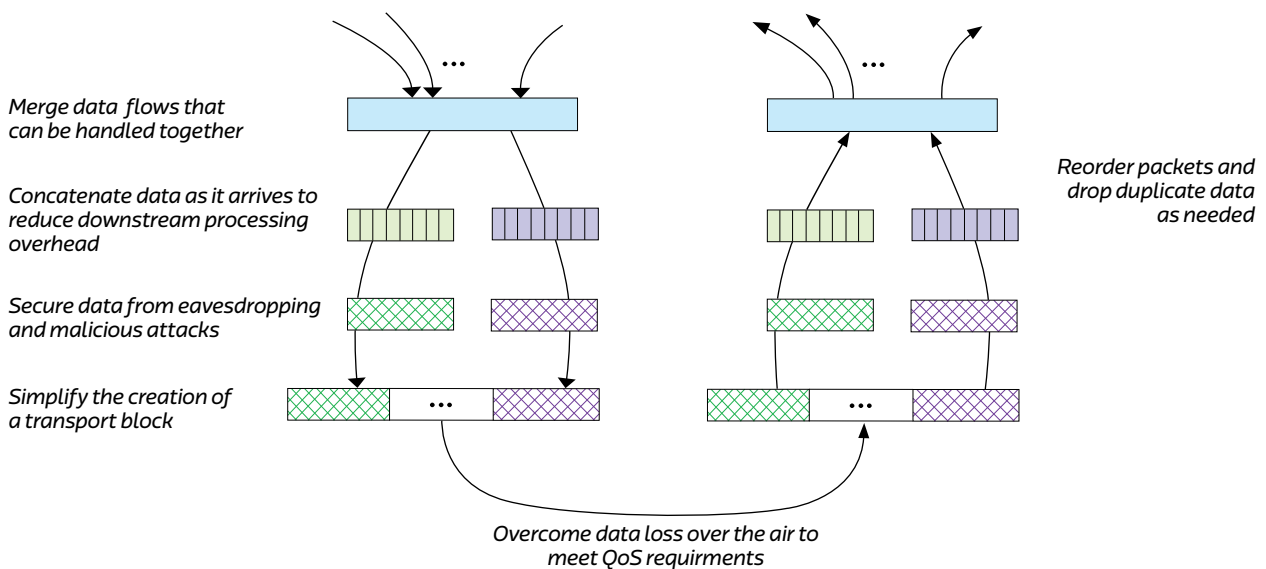 Merge data flows that
can be handled together
Concatenate data as it arrives to
reduce downstream processing
overhead
Secure data from eavesdropping
and malicious attacks
Simplify the creation of
a transport block
Reorder packets and
drop duplicate data
as needed
Overcome data loss over the air to
meet QoS requirments